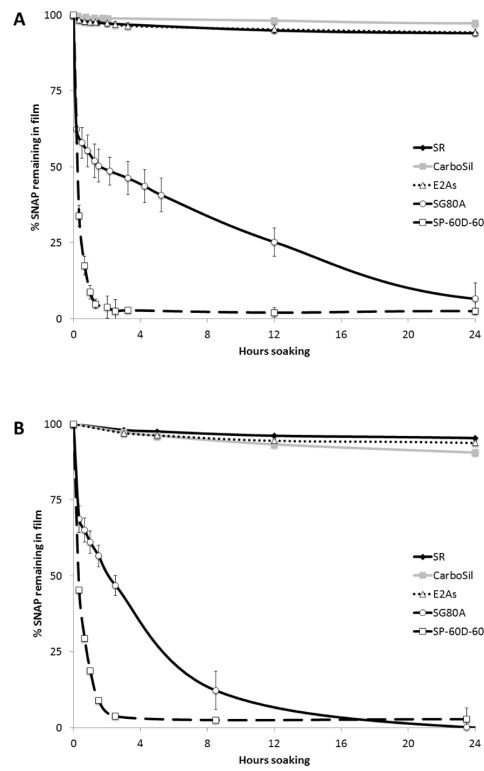 A
% SNAP remaining in film
100
75
50
25
0
0 4 8 12 16 20 24
Hours soaking
SR
CarboSil
E2As
SG80A
SP-60D-60
B
% SNAP remaining in film
100
75
50
25
0
0 4 8 12 16 20 24
Hours soaking
SR
CarboSil
E2As
SG80A
SP-60D-60